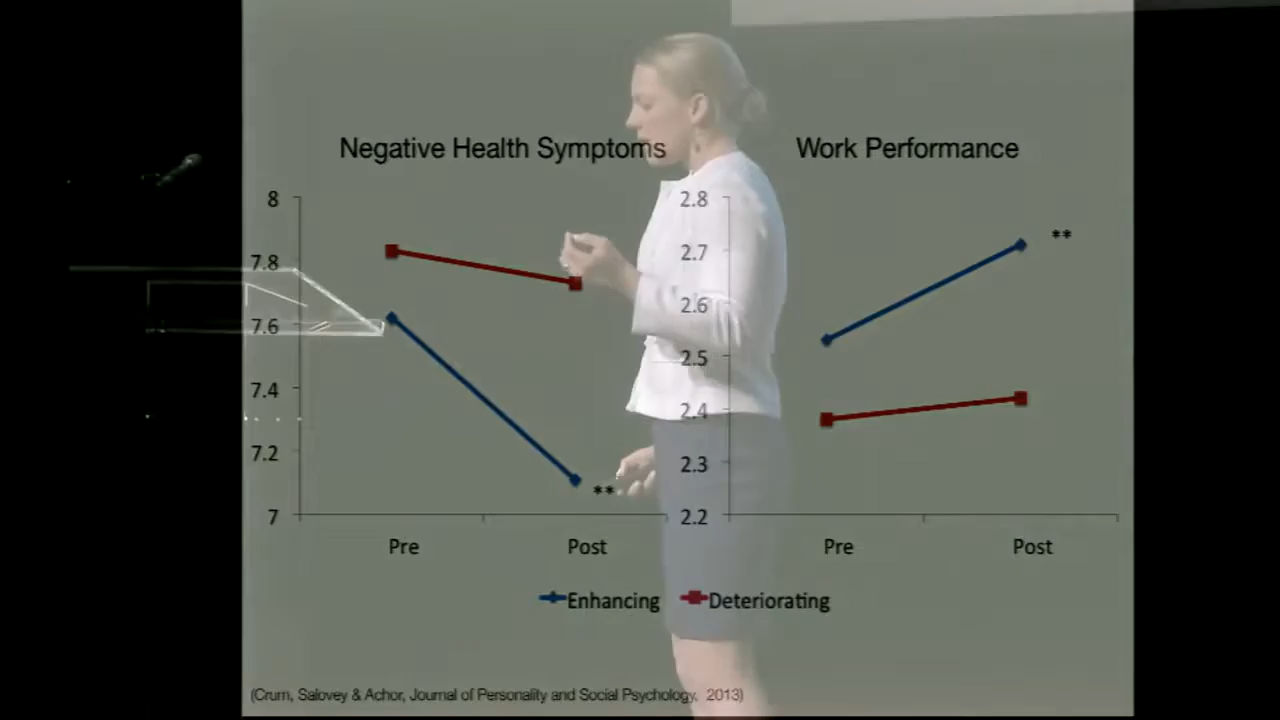 Negative Health Symptoms
Work Performance
8
7.8
7.6
7.4
7.2
7
**
Pre
Post
2.8
2.7
2.6
2.5
2.4
2.3
2.2
**
Pre
Post
Enhancing
Deteriorating
(Crum, Salovey & Achor, Journal of Personality and Social Psychology, 2013)